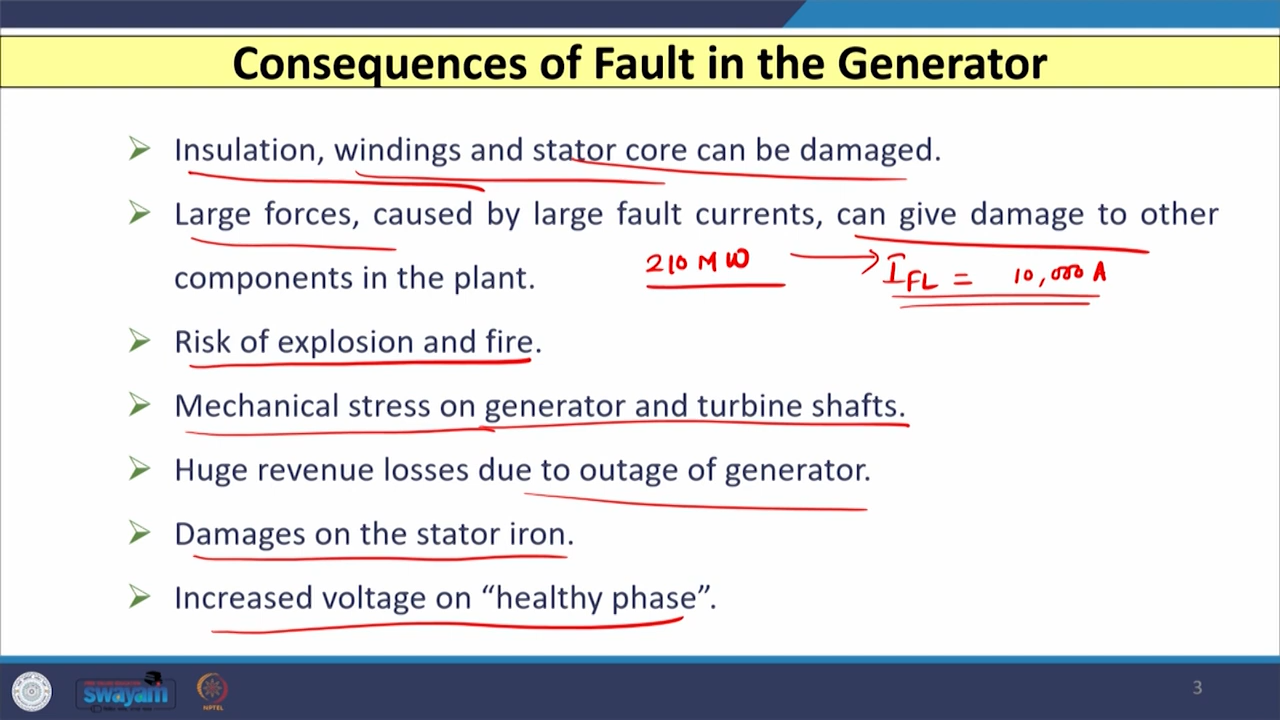 Consequences of Fault in the Generator
Insulation, windings and stator core can be damaged.
Large forces, caused by large fault currents, can give damage to other
components in the plant.
210 MW → I_FL = 10,000 A
Risk of explosion and fire.
Mechanical stress on generator and turbine shafts.
Huge revenue losses due to outage of generator.
Damages on the stator iron.
Increased voltage on “healthy phase”.
swayam
NPTEL
3